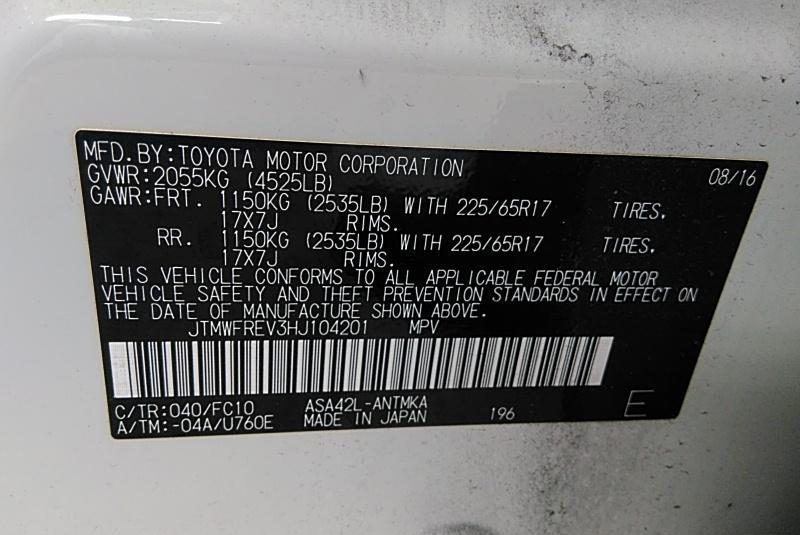 MFD.BY:TOYOTA MOTOR CORPORATION 08/16
GVWR:2055KG (4525LB)
GAWR:FRT. 1150KG (2535LB) WITH 225/65R17 TIRES.
17X7J RIMS.
RR. 1150KG (2535LB) WITH 225/65R17 TIRES.
17X7J RIMS.
THIS VEHICLE CONFORMS TO ALL APPLICABLE FEDERAL MOTOR
VEHICLE SAFETY AND THEFT PREVENTION STANDARDS IN EFFECT ON
THE DATE OF MANUFACTURE SHOWN ABOVE.
JTMWFREV3HJ104201 MPV
C/TR:040/FC10 ASA42L-ANTMKA
A/TM:-04A/U760E MADE IN JAPAN 196 E